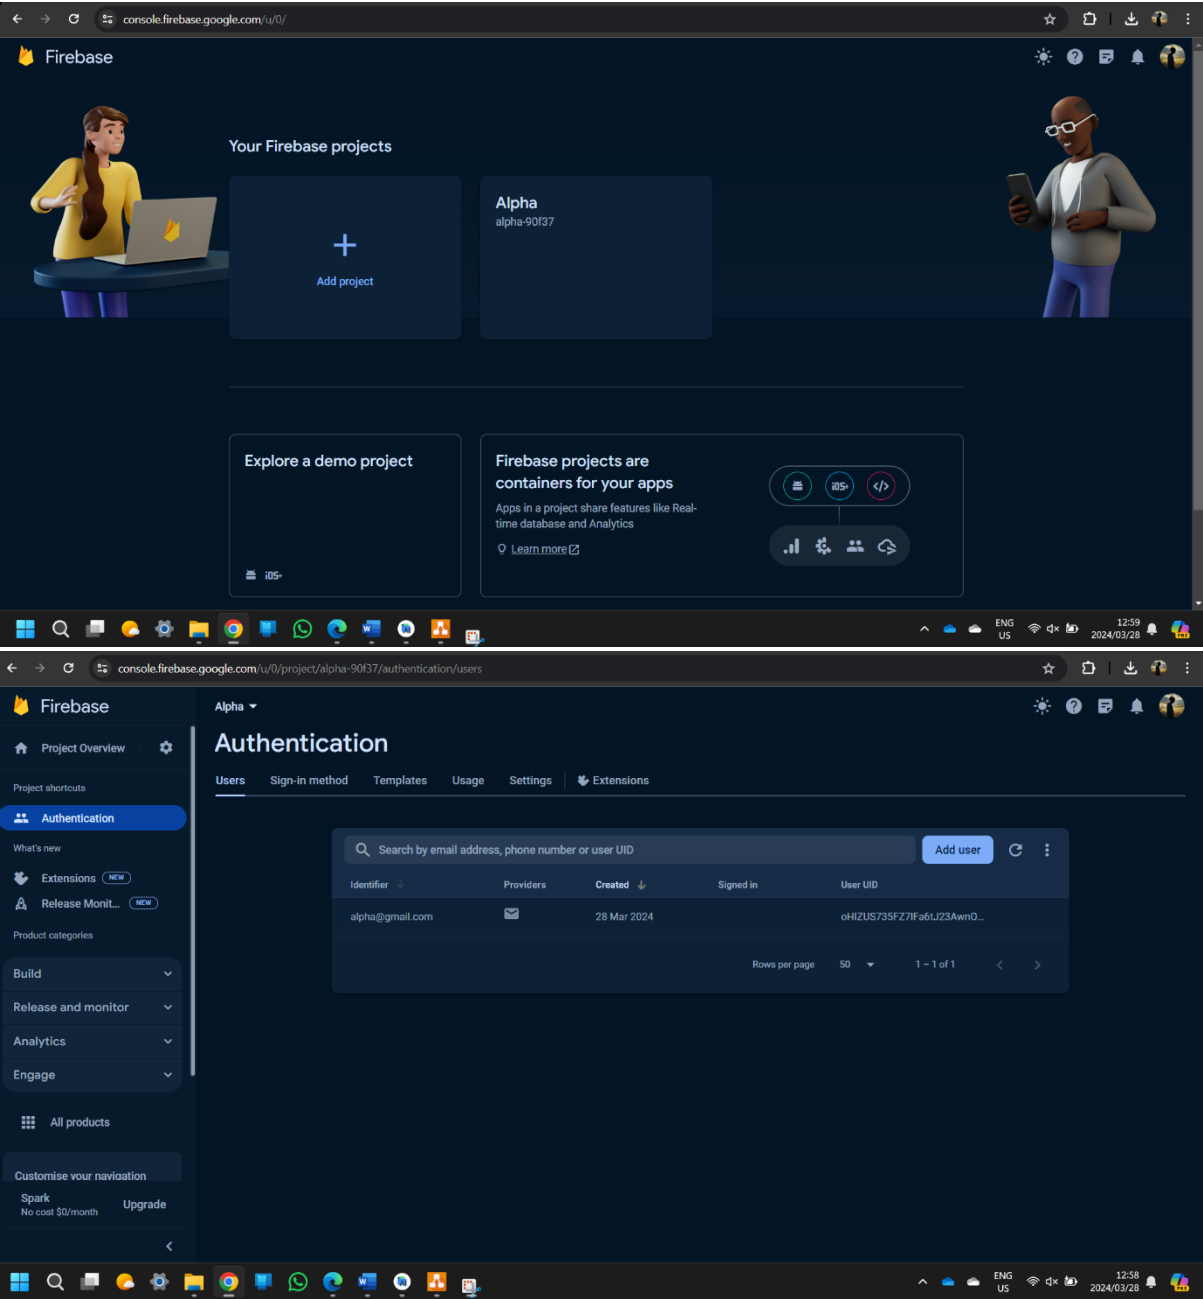 console.firebase.google.com/u/0/
Firebase
Your Firebase projects
Add project
Alpha
alpha-90f37
Explore a demo project
iOS+
Firebase projects are
containers for your apps
Apps in a project share features like Real-
time database and Analytics
Learn more
iOS+
</>
ENG
US
12:59
2024/03/28
console.firebase.google.com/u/0/project/alpha-90f37/authentication/users
Firebase
Alpha
Project Overview
Authentication
Users Sign-in method Templates Usage Settings Extensions
Project shortcuts
Authentication
What's new
Extensions NEW
Release Monit... NEW
Product categories
Build
Release and monitor
Analytics
Engage
All products
Customise your navigation
Spark
No cost $0/month
Upgrade
Search by email address, phone number or user UID
Add user
Identifier Providers Created Signed in User UID
alpha@gmail.com 28 Mar 2024 oHIZUS735FZ7IFa6tJ23AwnO...
Rows per page 50 1 – 1 of 1
ENG
US
12:58
2024/03/28